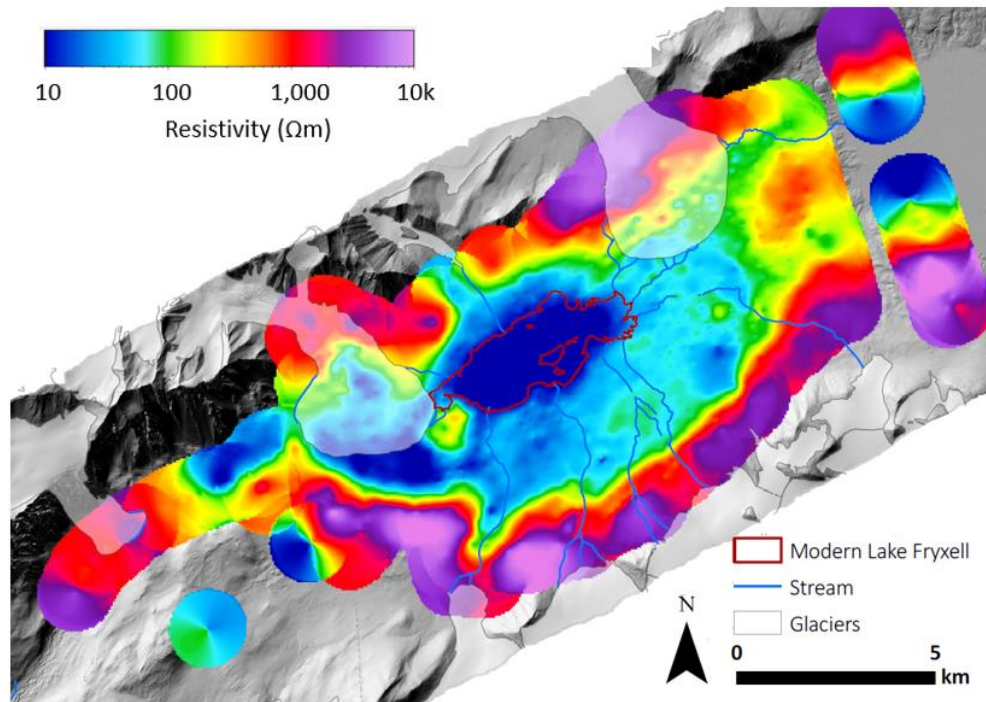 10 100 1,000 10k
Resistivity (Ωm)
Modern Lake Fryxell
Stream
Glaciers
N
0 5
km